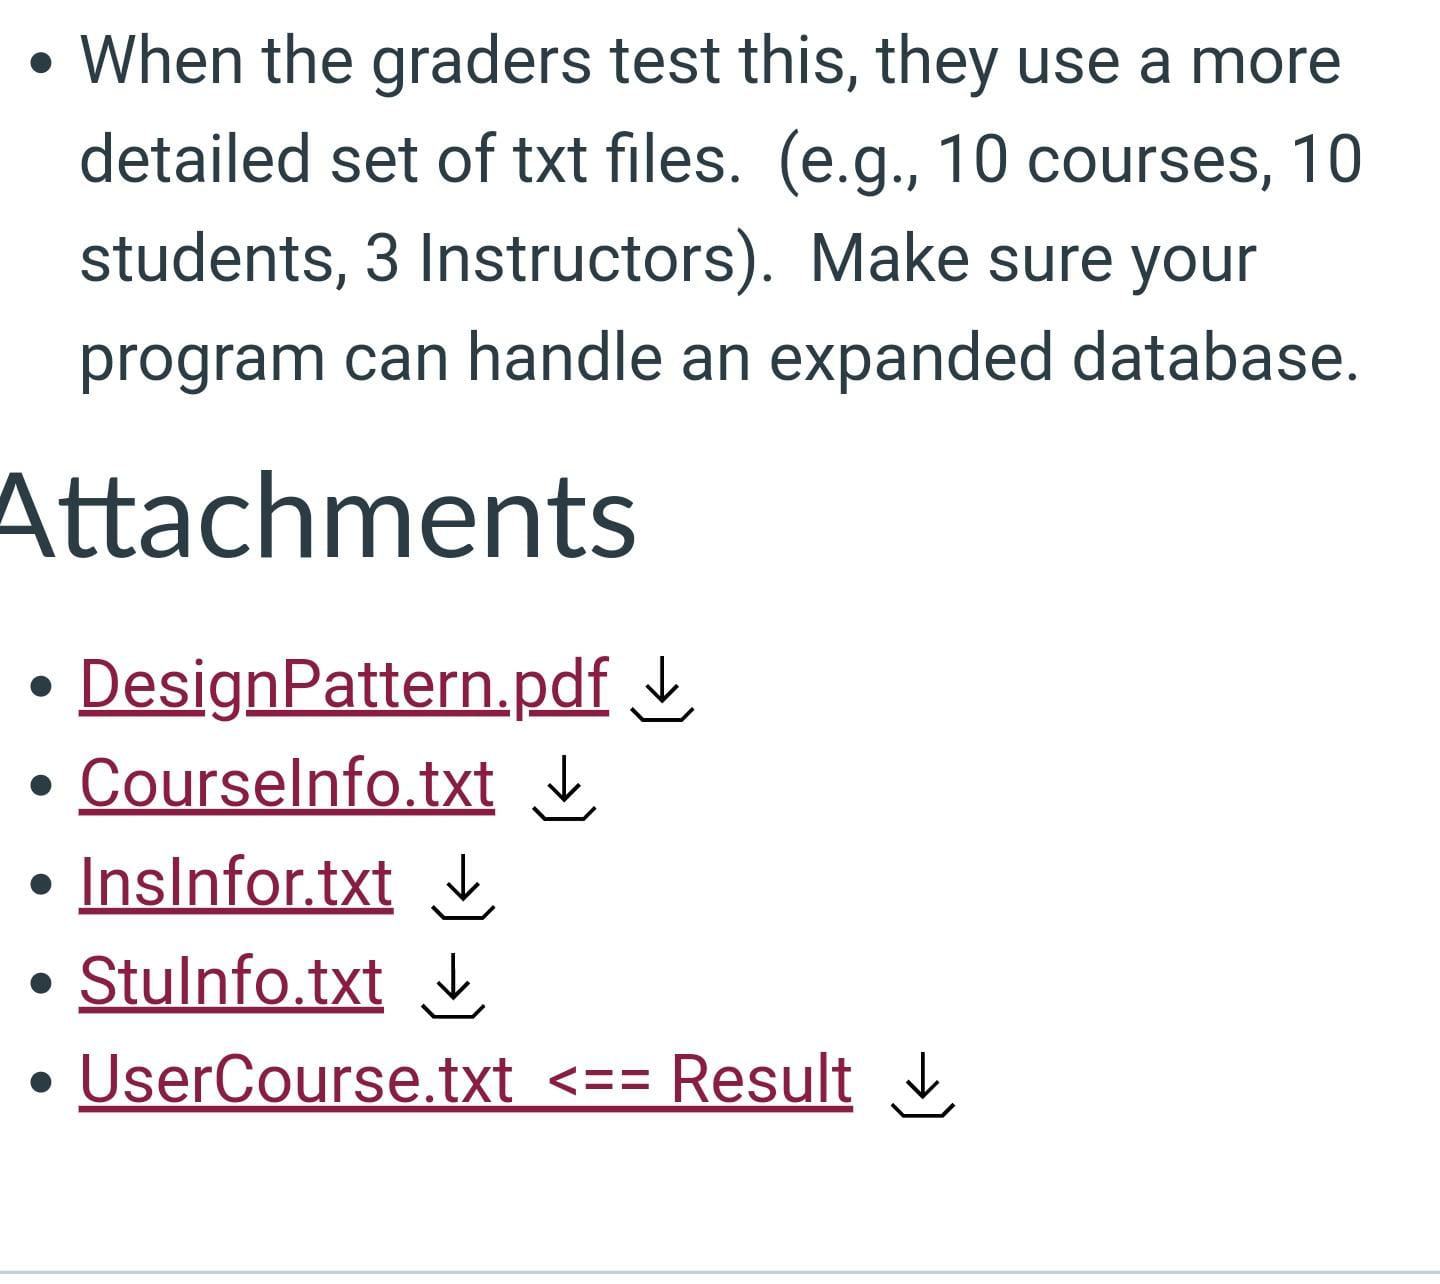 • When the graders test this, they use a more
detailed set of txt files.  (e.g., 10 courses, 10
students, 3 Instructors).  Make sure your
program can handle an expanded database.
Attachments
• DesignPattern.pdf
• CourseInfo.txt
• InsInfor.txt
• StuInfo.txt
• UserCourse.txt  <== Result